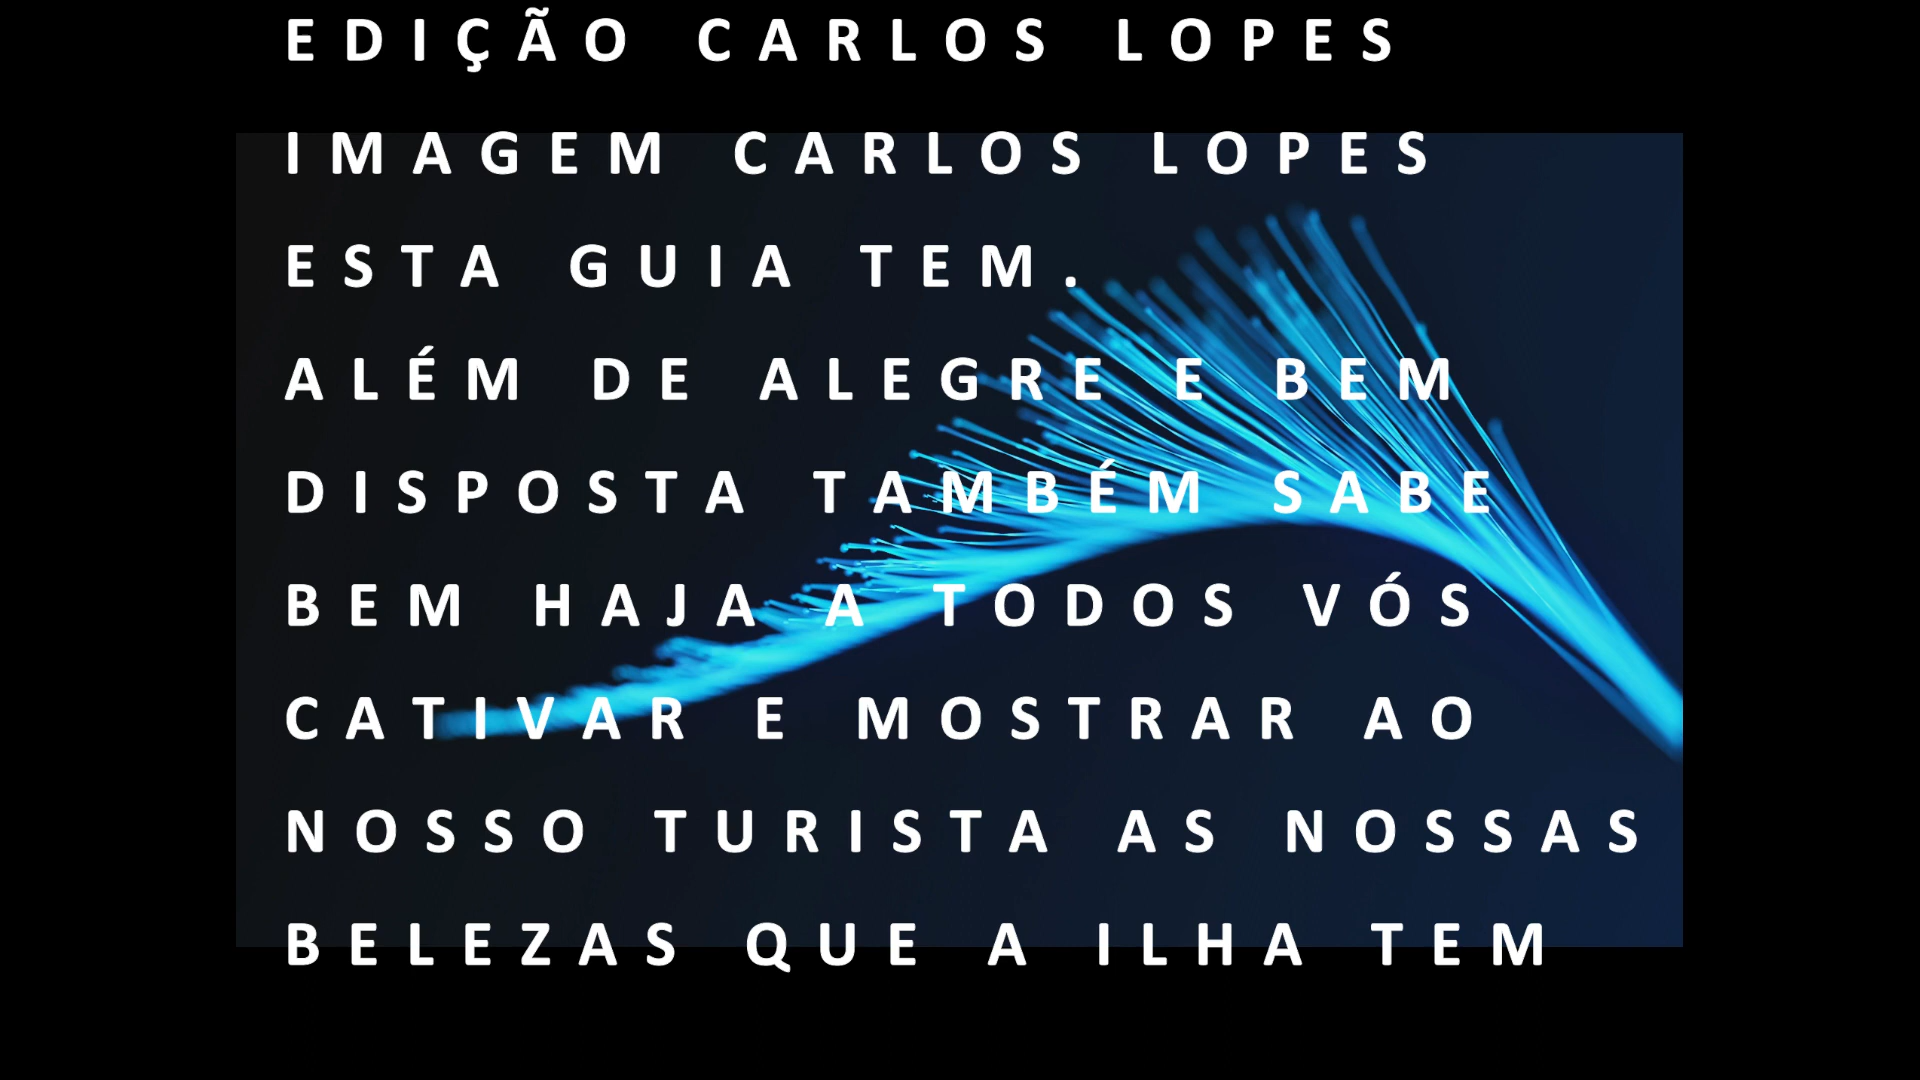 EDIÇÃO CARLOS LOPES
IMAGEM CARLOS LOPES
ESTA GUIA TEM.
ALÉM DE ALEGRE E BEM
DISPOSTA TAMBÉM SABE
BEM HAJA A TODOS VÓS
CATIVAR E MOSTRAR AO
NOSSO TURISTA AS NOSSAS
BELEZAS QUE A ILHA TEM